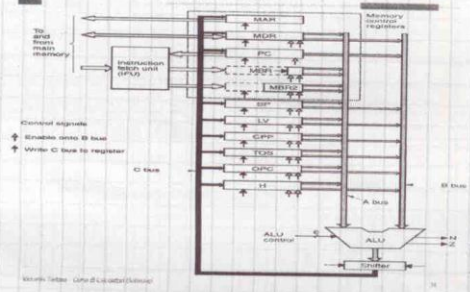 To
and
from
main
memory
MAR
MDR
PC
MBR
MBR2
SP
LV
CPP
TOS
OPC
H
Memory
control
registers
Instruction
fetch unit
(IFU)
Control signals
Enable onto B bus
Write C bus to register
C bus
B bus
A bus
ALU
control
6
ALU
N
Z
Shifter